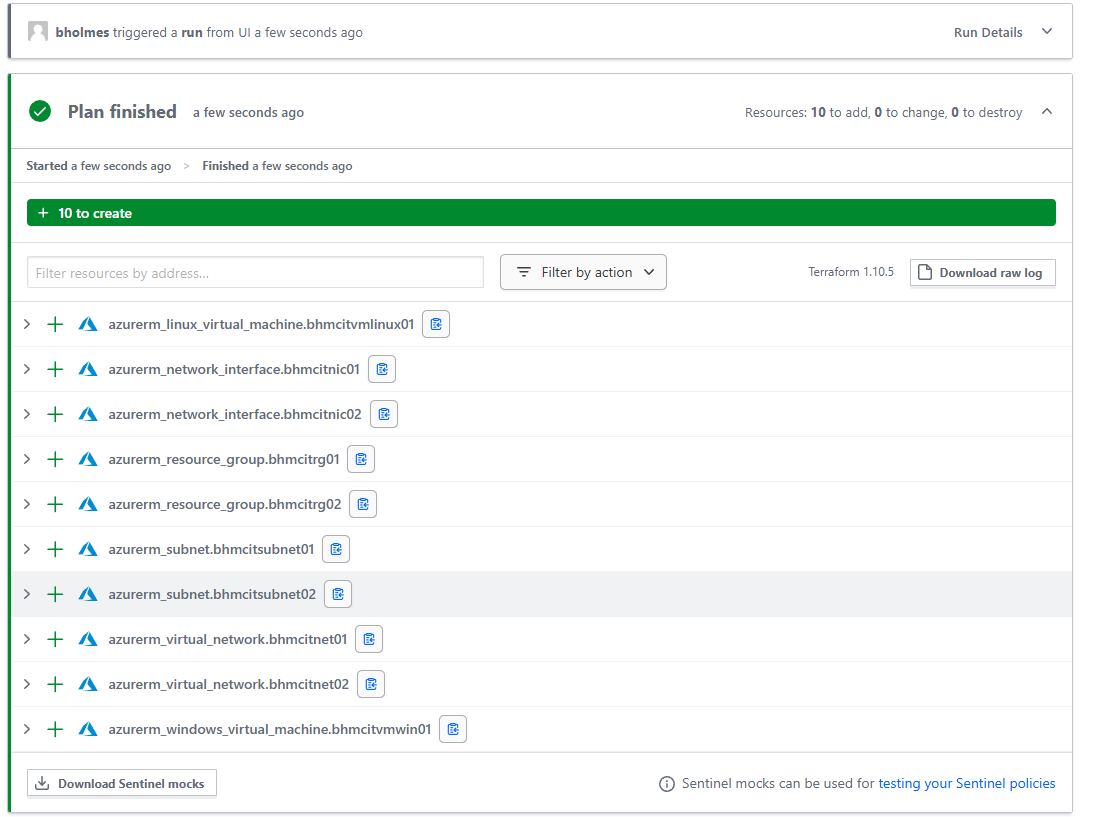 bholmes triggered a run from UI a few seconds ago Run Details
Plan finished a few seconds ago Resources: 10 to add, 0 to change, 0 to destroy
Started a few seconds ago > Finished a few seconds ago
+ 10 to create
Filter resources by address... Filter by action Terraform 1.10.5 Download raw log
azurerm_linux_virtual_machine.bhmcitvmlinux01
azurerm_network_interface.bhmcitnic01
azurerm_network_interface.bhmcitnic02
azurerm_resource_group.bhmcitrg01
azurerm_resource_group.bhmcitrg02
azurerm_subnet.bhmcitsubnet01
azurerm_subnet.bhmcitsubnet02
azurerm_virtual_network.bhmcitnet01
azurerm_virtual_network.bhmcitnet02
azurerm_windows_virtual_machine.bhmcitvmwin01
Download Sentinel mocks Sentinel mocks can be used for testing your Sentinel policies